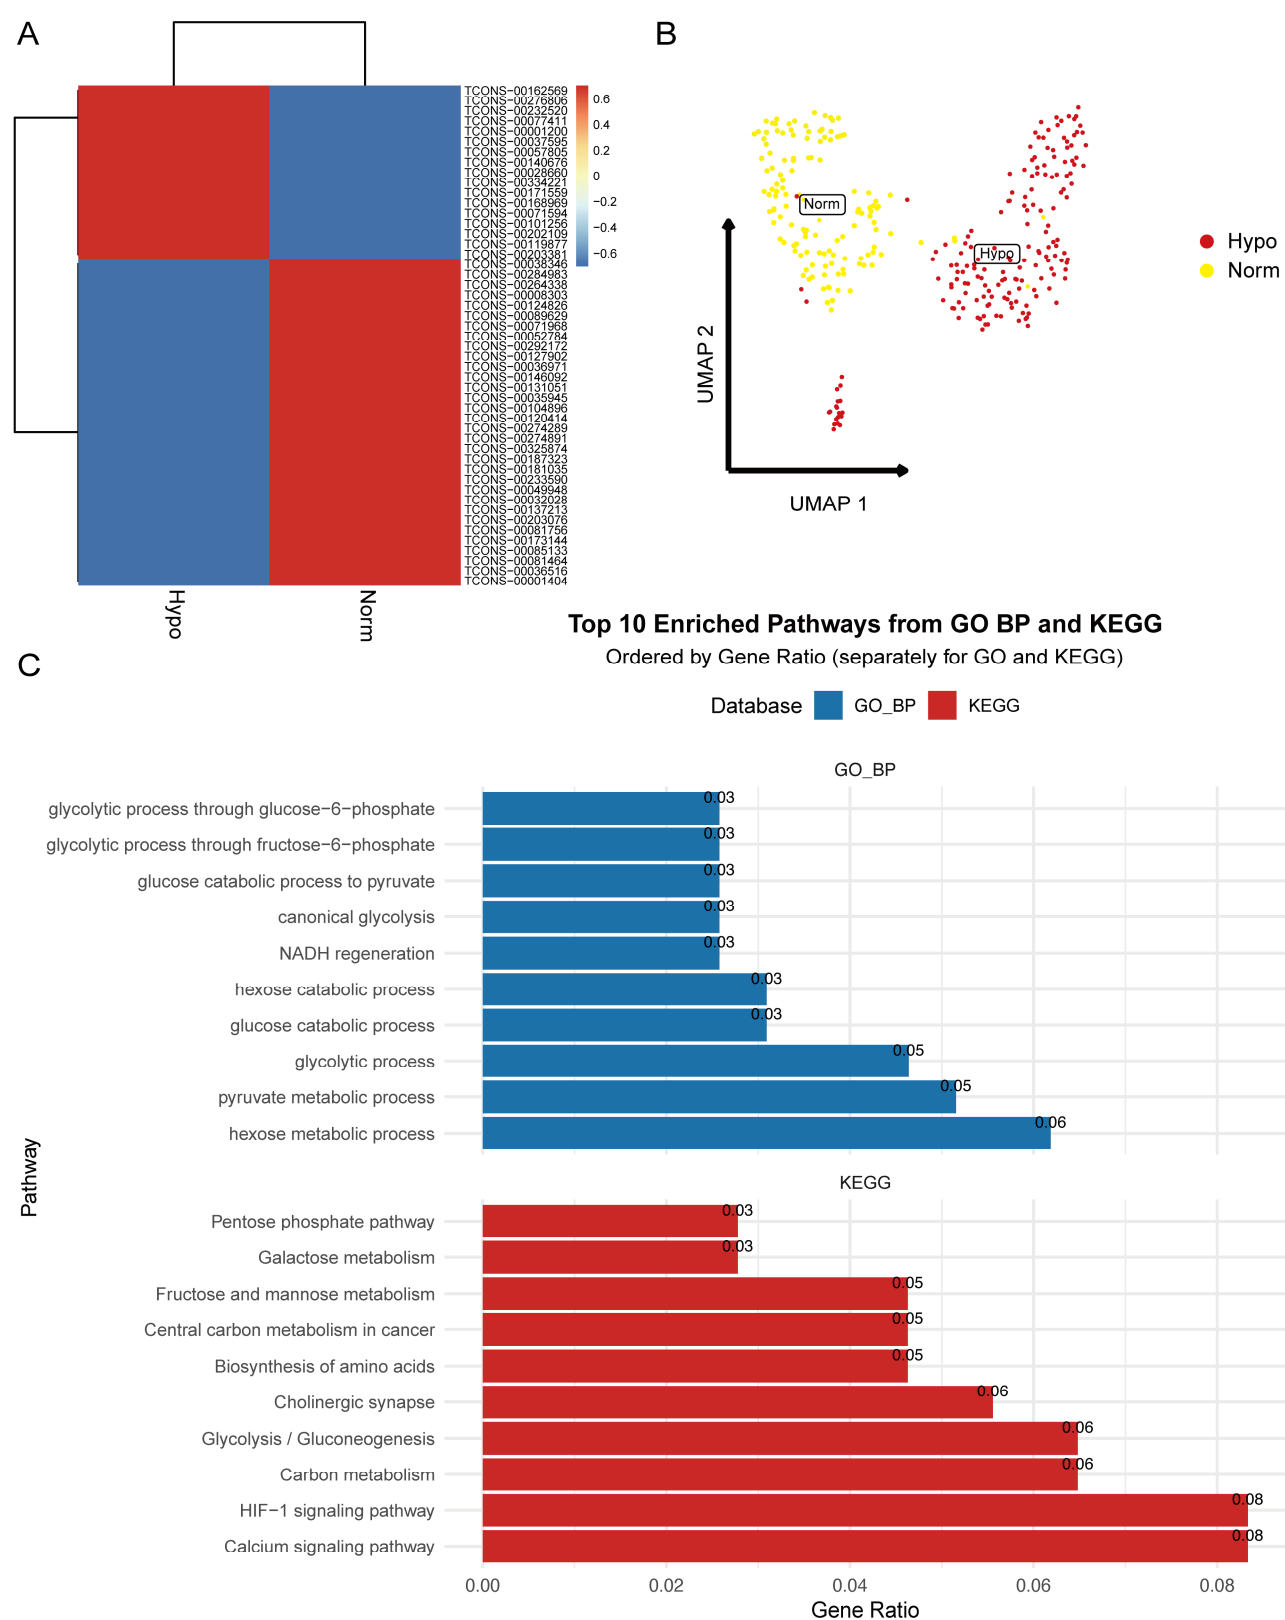 A
TCONS-00162569
TCONS-00276806
TCONS-00232520
TCONS-00077411
TCONS-00001200
TCONS-00037595
TCONS-00057805
TCONS-00140676
TCONS-00028660
TCONS-00334221
TCONS-00171559
TCONS-00168969
TCONS-00071594
TCONS-00101256
TCONS-00202109
TCONS-00119877
TCONS-00203381
TCONS-00038346
TCONS-00284983
TCONS-00264338
TCONS-00008303
TCONS-00124826
TCONS-00089629
TCONS-00071968
TCONS-00052784
TCONS-00292172
TCONS-00127902
TCONS-00036971
TCONS-00146092
TCONS-00131051
TCONS-00035945
TCONS-00104896
TCONS-00120414
TCONS-00274289
TCONS-00274891
TCONS-00325874
TCONS-00187323
TCONS-00181035
TCONS-00233590
TCONS-00049948
TCONS-00032028
TCONS-00137213
TCONS-00203076
TCONS-00081756
TCONS-00173144
TCONS-00085133
TCONS-00081464
TCONS-00036516
TCONS-00001404
0.6
0.4
0.2
0
−0.2
−0.4
−0.6
Hypo
Norm
B
Norm
Hypo
UMAP 2
UMAP 1
Hypo
Norm
C
Top 10 Enriched Pathways from GO BP and KEGG
Ordered by Gene Ratio (separately for GO and KEGG)
Database GO_BP KEGG
GO_BP
glycolytic process through glucose−6−phosphate 0.03
glycolytic process through fructose−6−phosphate 0.03
glucose catabolic process to pyruvate 0.03
canonical glycolysis 0.03
NADH regeneration 0.03
hexose catabolic process 0.03
glucose catabolic process 0.03
glycolytic process 0.05
pyruvate metabolic process 0.05
hexose metabolic process 0.06
Pathway
KEGG
Pentose phosphate pathway 0.03
Galactose metabolism 0.03
Fructose and mannose metabolism 0.05
Central carbon metabolism in cancer 0.05
Biosynthesis of amino acids 0.05
Cholinergic synapse 0.06
Glycolysis / Gluconeogenesis 0.06
Carbon metabolism 0.06
HIF−1 signaling pathway 0.08
Calcium signaling pathway 0.08
0.00 0.02 0.04 0.06 0.08
Gene Ratio